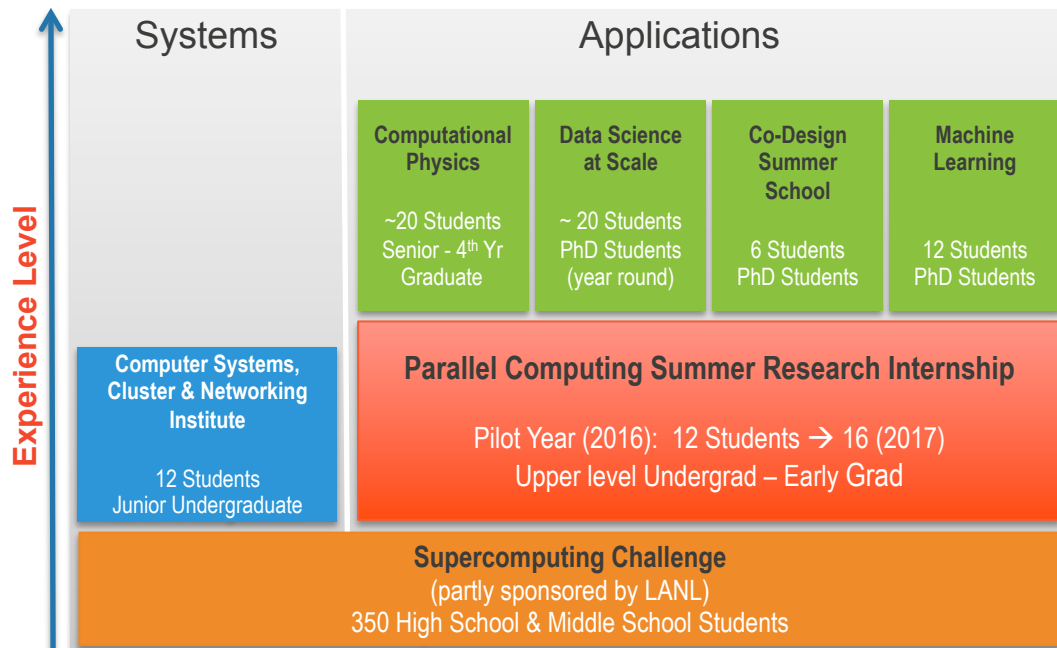 Systems
Applications
Experience Level
Computational
Physics
~20 Students
Senior - 4th Yr
Graduate
Data Science
at Scale
~ 20 Students
PhD Students
(year round)
Co-Design
Summer
School
6 Students
PhD Students
Machine
Learning
12 Students
PhD Students
Computer Systems,
Cluster & Networking
Institute
12 Students
Junior Undergraduate
Parallel Computing Summer Research Internship
Pilot Year (2016): 12 Students → 16 (2017)
Upper level Undergrad – Early Grad
Supercomputing Challenge
(partly sponsored by LANL)
350 High School & Middle School Students